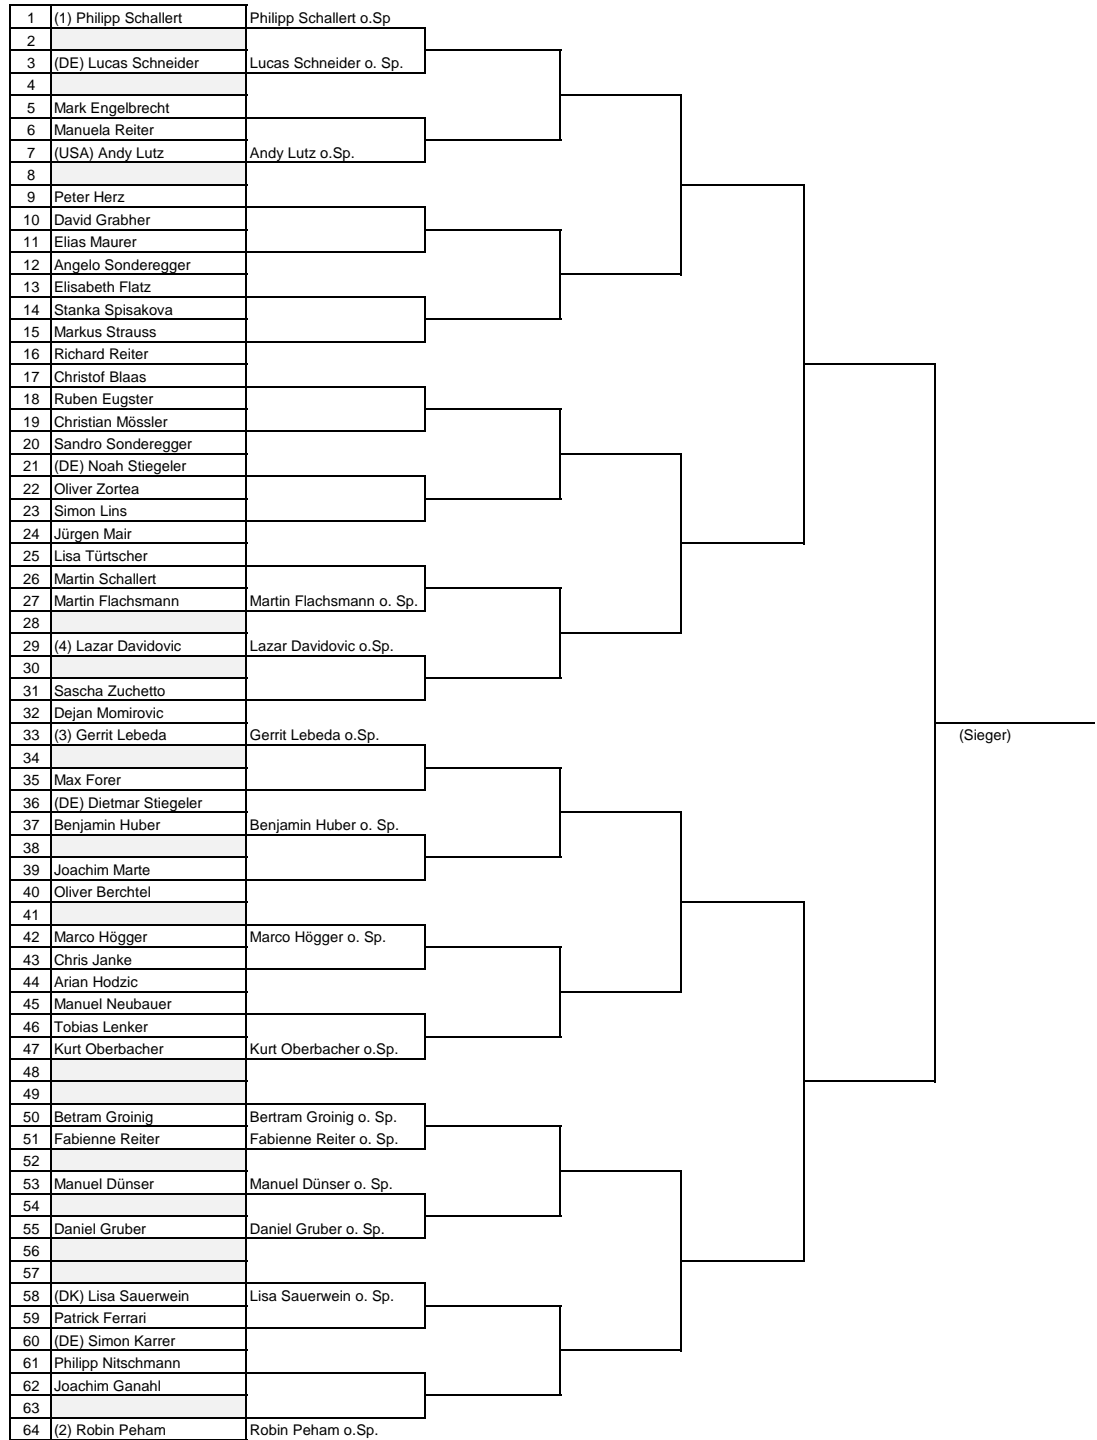 1 (1) Philipp Schallert Philipp Schallert o.Sp
2
3 (DE) Lucas Schneider Lucas Schneider o. Sp.
4
5 Mark Engelbrecht
6 Manuela Reiter
7 (USA) Andy Lutz Andy Lutz o.Sp.
8
9 Peter Herz
10 David Grabher
11 Elias Maurer
12 Angelo Sonderegger
13 Elisabeth Flatz
14 Stanka Spisakova
15 Markus Strauss
16 Richard Reiter
17 Christof Blaas
18 Ruben Eugster
19 Christian Mössler
20 Sandro Sonderegger
21 (DE) Noah Stiegeler
22 Oliver Zortea
23 Simon Lins
24 Jürgen Mair
25 Lisa Türtscher
26 Martin Schallert
27 Martin Flachsmann Martin Flachsmann o. Sp.
28
29 (4) Lazar Davidovic Lazar Davidovic o.Sp.
30
31 Sascha Zuchetto
32 Dejan Momirovic
33 (3) Gerrit Lebeda Gerrit Lebeda o.Sp. (Sieger)
34
35 Max Forer
36 (DE) Dietmar Stiegeler
37 Benjamin Huber Benjamin Huber o. Sp.
38
39 Joachim Marte
40 Oliver Berchtel
41
42 Marco Högger Marco Högger o. Sp.
43 Chris Janke
44 Arian Hodzic
45 Manuel Neubauer
46 Tobias Lenker
47 Kurt Oberbacher Kurt Oberbacher o.Sp.
48
49
50 Betram Groinig Bertram Groinig o. Sp.
51 Fabienne Reiter Fabienne Reiter o. Sp.
52
53 Manuel Dünser Manuel Dünser o. Sp.
54
55 Daniel Gruber Daniel Gruber o. Sp.
56
57
58 (DK) Lisa Sauerwein Lisa Sauerwein o. Sp.
59 Patrick Ferrari
60 (DE) Simon Karrer
61 Philipp Nitschmann
62 Joachim Ganahl
63
64 (2) Robin Peham Robin Peham o.Sp.